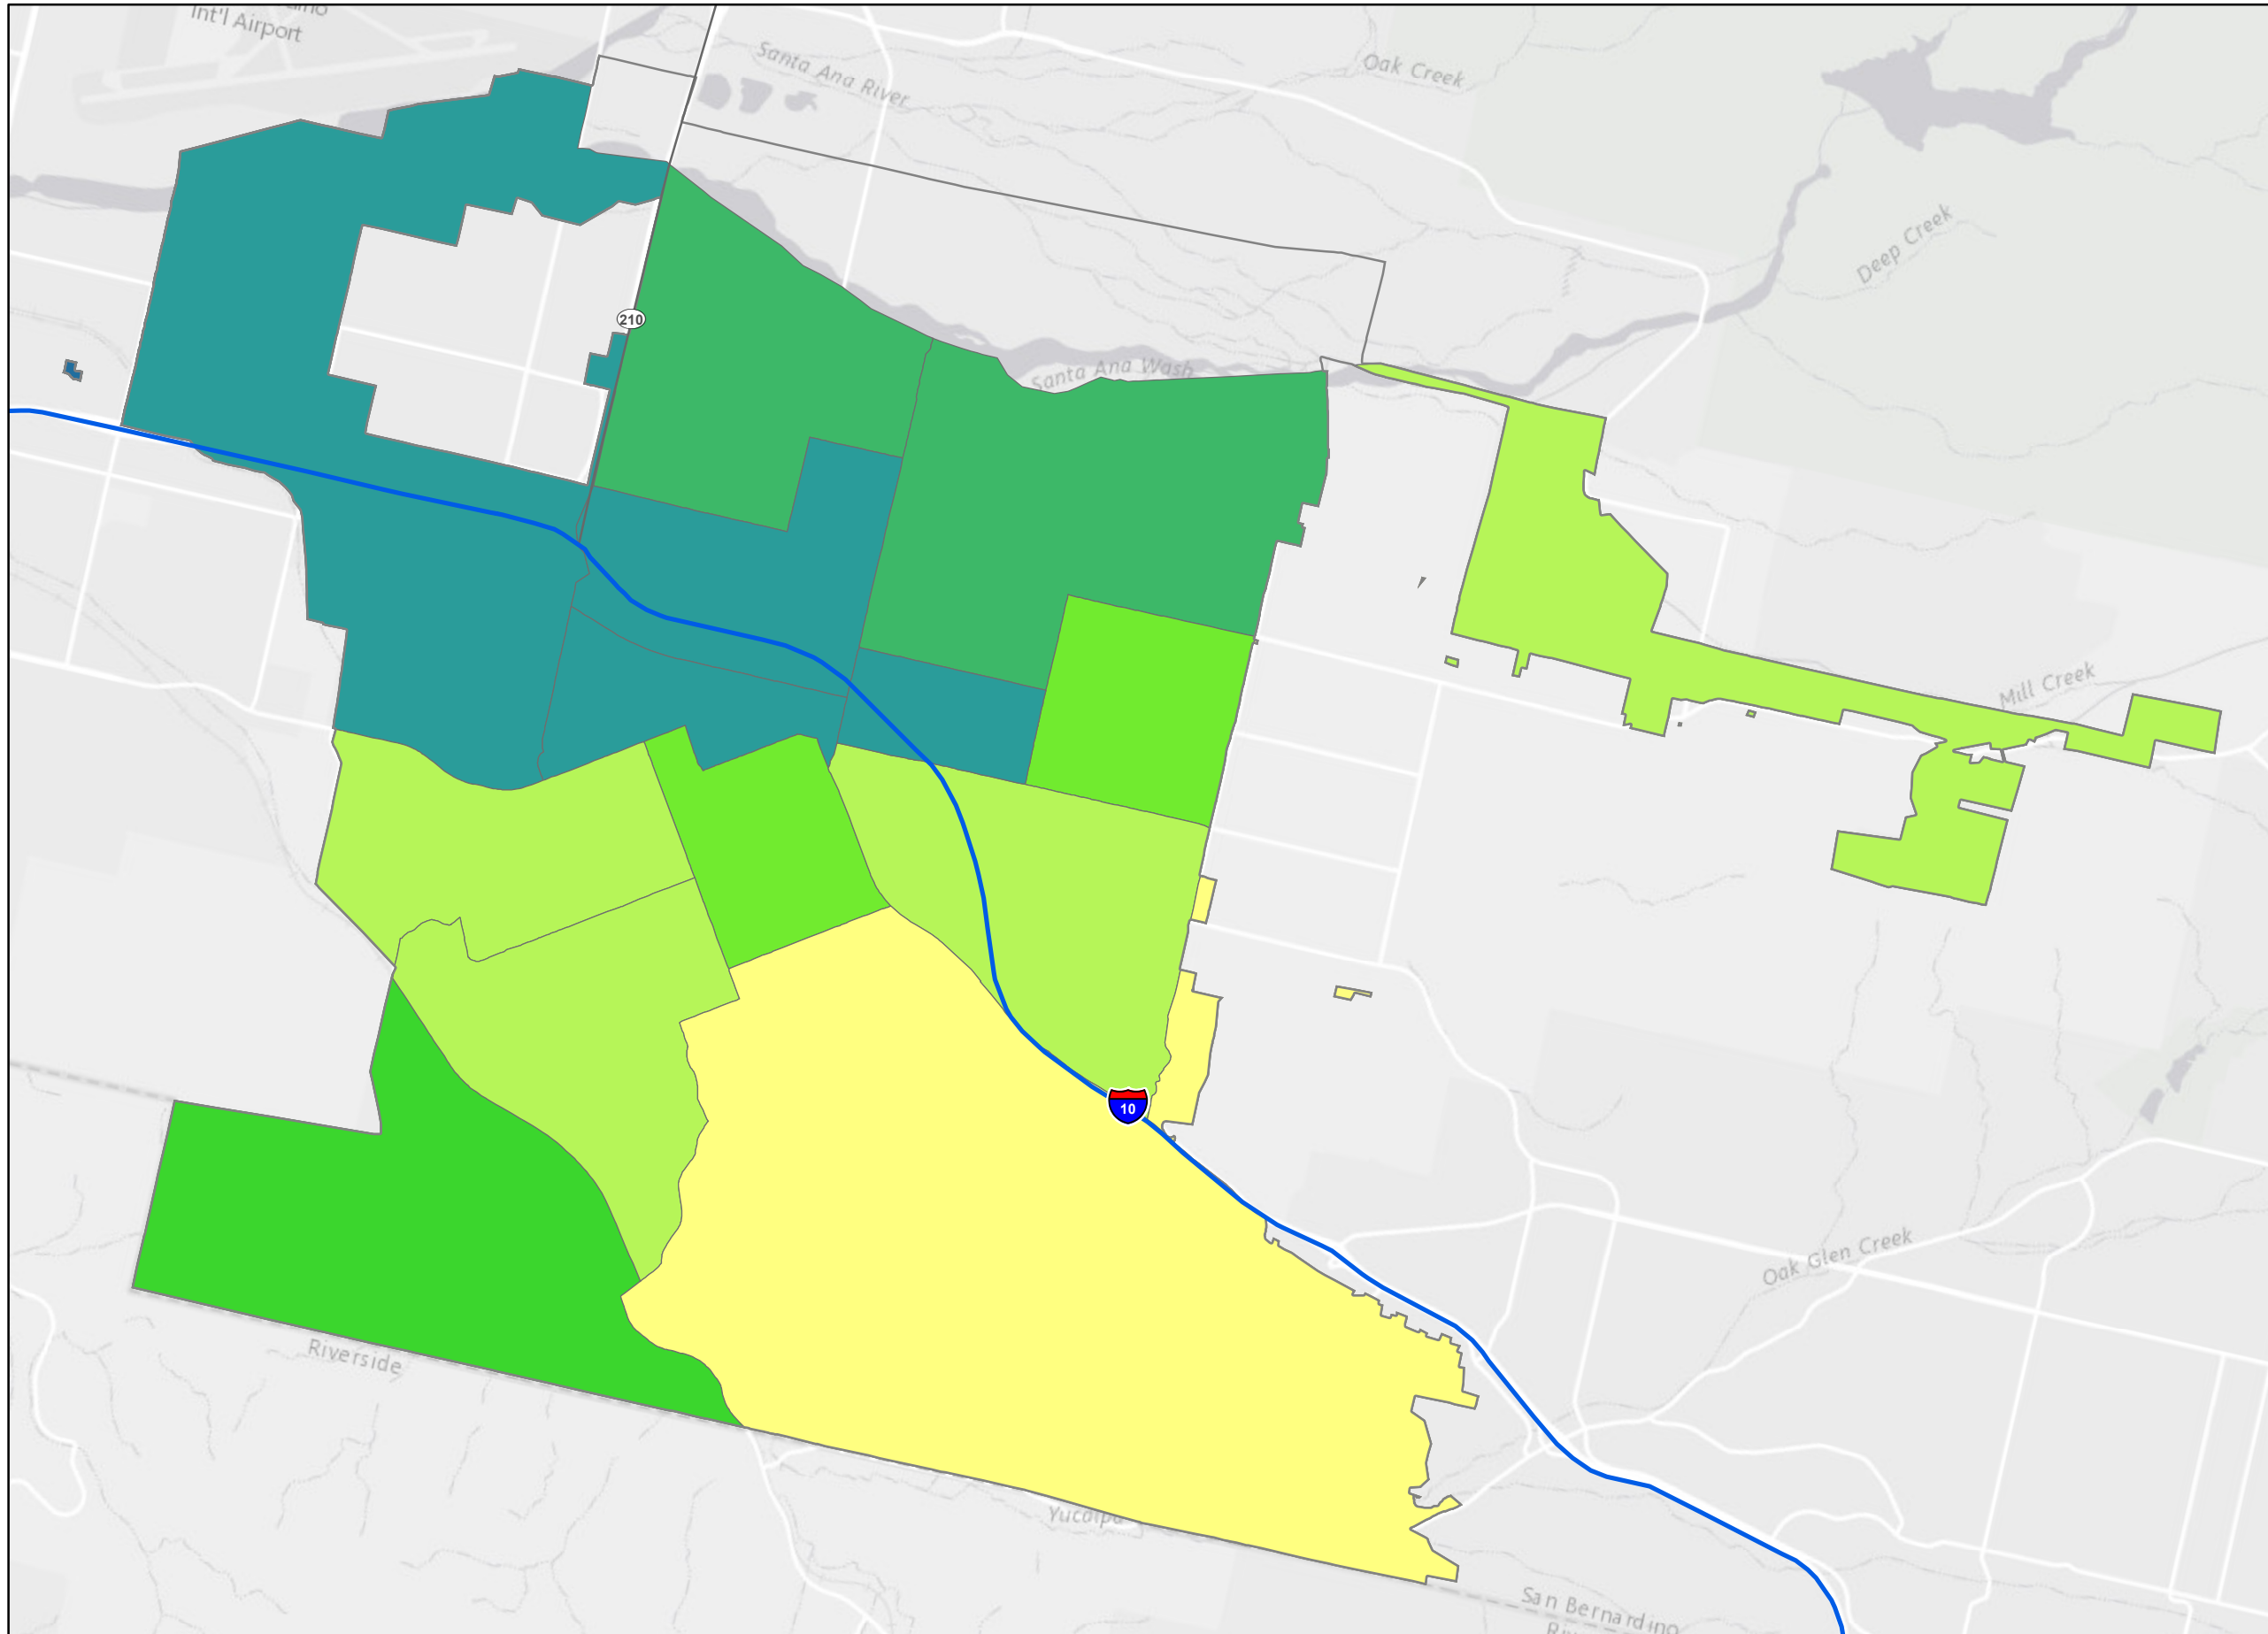 Int'l Airport
Santa Ana River
Oak Creek
Deep Creek
210
Santa Ana Wash
Mill Creek
10
Oak Glen Creek
Riverside
Yucaipa
San Bernardino